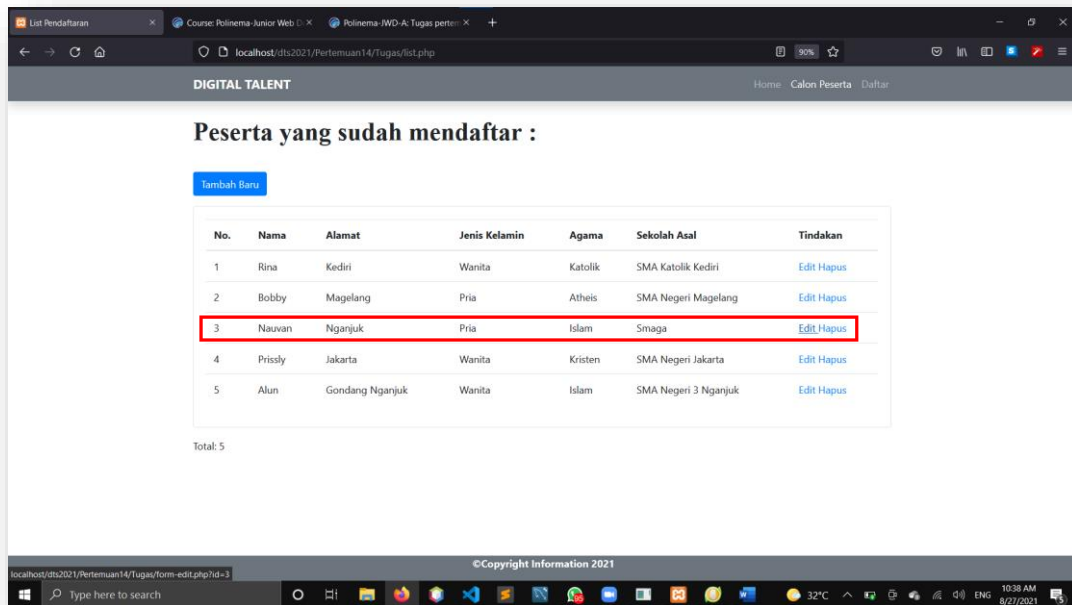 List Pendaftaran × Course: Polinema-Junior Web D × Polinema-JWD-A: Tugas pertem × +
localhost/dts2021/Pertemuan14/Tugas/list.php 90%
DIGITAL TALENT Home Calon Peserta Daftar
Peserta yang sudah mendaftar :
Tambah Baru
No. Nama Alamat Jenis Kelamin Agama Sekolah Asal Tindakan
1 Rina Kediri Wanita Katolik SMA Katolik Kediri Edit Hapus
2 Bobby Magelang Pria Atheis SMA Negeri Magelang Edit Hapus
3 Nauvan Nganjuk Pria Islam Smaga Edit Hapus
4 Prissly Jakarta Wanita Kristen SMA Negeri Jakarta Edit Hapus
5 Alun Gondang Nganjuk Wanita Islam SMA Negeri 3 Nganjuk Edit Hapus
Total: 5
©Copyright Information 2021
localhost/dts2021/Pertemuan14/Tugas/form-edit.php?id=3
Type here to search 32°C ENG 10:38 AM
8/27/2021